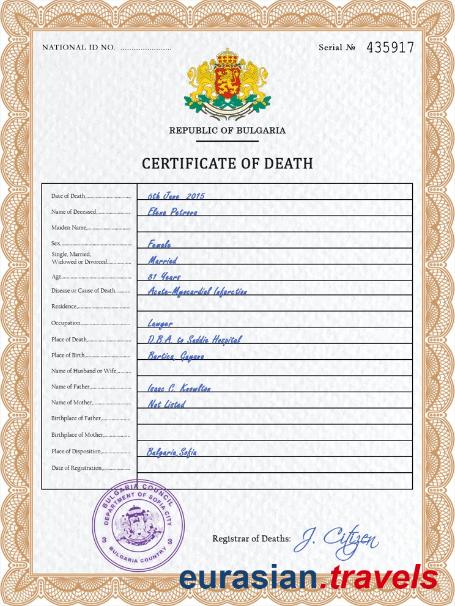 NATIONAL ID NO. ........................ Serial № 435917
REPUBLIC OF BULGARIA
CERTIFICATE OF DEATH
Date of Death 6th June 2015
Name of Deceased Elena Petrova
Maiden Name
Sex Female
Single, Married,
Widowed or Divorced Married
Age 81 Years
Disease or Cause of Death Acute-Myocardial Infarction
Residence
Occupation Lawyer
Place of Death D.B.A. to Suddie Hospital
Place of Birth Bartica, Guyana
Name of Husband or Wife
Name of Father Isaac C. Knowlton
Name of Mother Not Listed
Birthplace of Father
Birthplace of Mother
Place of Disposition Bulgaria, Sofia
Date of Registration
BULGARIA COUNCIL
DEPARTMENT OF SOFIA CITY
BULGARIA COUNTRY
Registrar of Deaths: J. Citizen
eurasian.travels